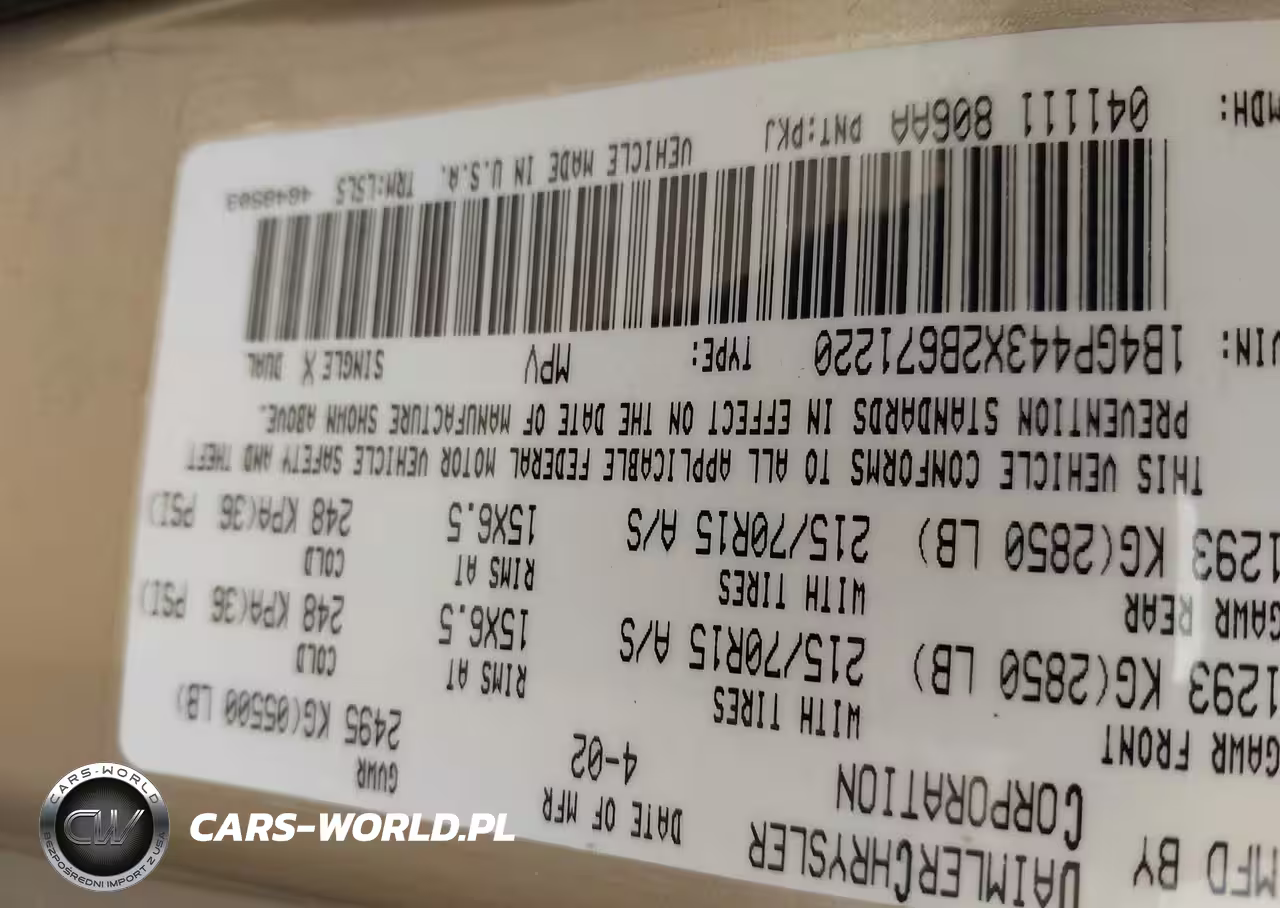 MFD BY DAIMLERCHRYSLER CORPORATION
DATE OF MFR 4-02
GVWR 2495 KG(05500 LB)
GAWR FRONT 1293 KG(2850 LB)
WITH TIRES 215/70R15 A/S
RIMS AT 15X6.5
COLD 248 KPA(36 PSI)
GAWR REAR 1293 KG(2850 LB)
WITH TIRES 215/70R15 A/S
RIMS AT 15X6.5
COLD 248 KPA(36 PSI)
THIS VEHICLE CONFORMS TO ALL APPLICABLE FEDERAL MOTOR VEHICLE SAFETY AND THEFT
PREVENTION STANDARDS IN EFFECT ON THE DATE OF MANUFACTURE SHOWN ABOVE.
VIN: 1B4GP443X2B671220 TYPE: MPV SINGLE X DUAL
MDH: 041111 806AA PNT:PKJ VEHICLE MADE IN U.S.A. TRM:LSL5 4648503
CARS-WORLD
CW
BEZPOŚREDNI IMPORT Z USA
CARS-WORLD.PL